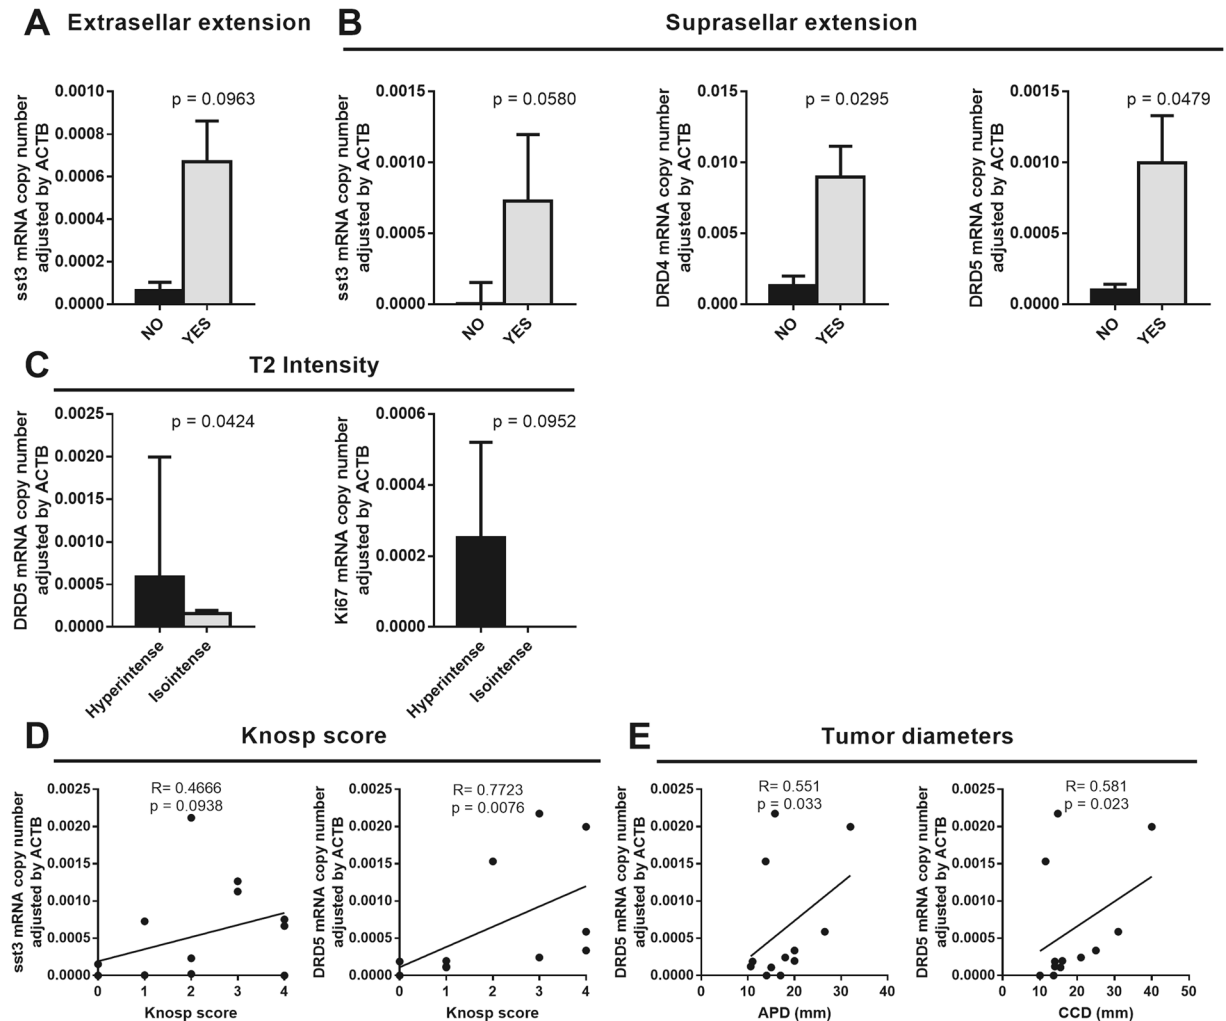 A Extrasellar extension
B Suprasellar extension
sst3 mRNA copy number
adjusted by ACTB
0.0010
0.0008
0.0006
0.0004
0.0002
0.0000
p = 0.0963
NO
YES
sst3 mRNA copy number
adjusted by ACTB
0.0015
0.0010
0.0005
0.0000
p = 0.0580
NO
YES
DRD4 mRNA copy number
adjusted by ACTB
0.015
0.010
0.005
0.000
p = 0.0295
NO
YES
DRD5 mRNA copy number
adjusted by ACTB
0.0015
0.0010
0.0005
0.0000
p = 0.0479
NO
YES
C T2 Intensity
DRD5 mRNA copy number
adjusted by ACTB
0.0025
0.0020
0.0015
0.0010
0.0005
0.0000
p = 0.0424
Hyperintense
Isointense
Ki67 mRNA copy number
adjusted by ACTB
0.0006
0.0004
0.0002
0.0000
p = 0.0952
Hyperintense
Isointense
D Knosp score
sst3 mRNA copy number
adjusted by ACTB
0.0025
0.0020
0.0015
0.0010
0.0005
0.0000
R= 0.4666
p = 0.0938
0 1 2 3 4
Knosp score
DRD5 mRNA copy number
adjusted by ACTB
0.0025
0.0020
0.0015
0.0010
0.0005
0.0000
R= 0.7723
p = 0.0076
0 1 2 3 4
Knosp score
E Tumor diameters
DRD5 mRNA copy number
adjusted by ACTB
0.0025
0.0020
0.0015
0.0010
0.0005
0.0000
R= 0.551
p = 0.033
0 10 20 30 40
APD (mm)
DRD5 mRNA copy number
adjusted by ACTB
0.0025
0.0020
0.0015
0.0010
0.0005
0.0000
R= 0.581
p = 0.023
0 10 20 30 40 50
CCD (mm)